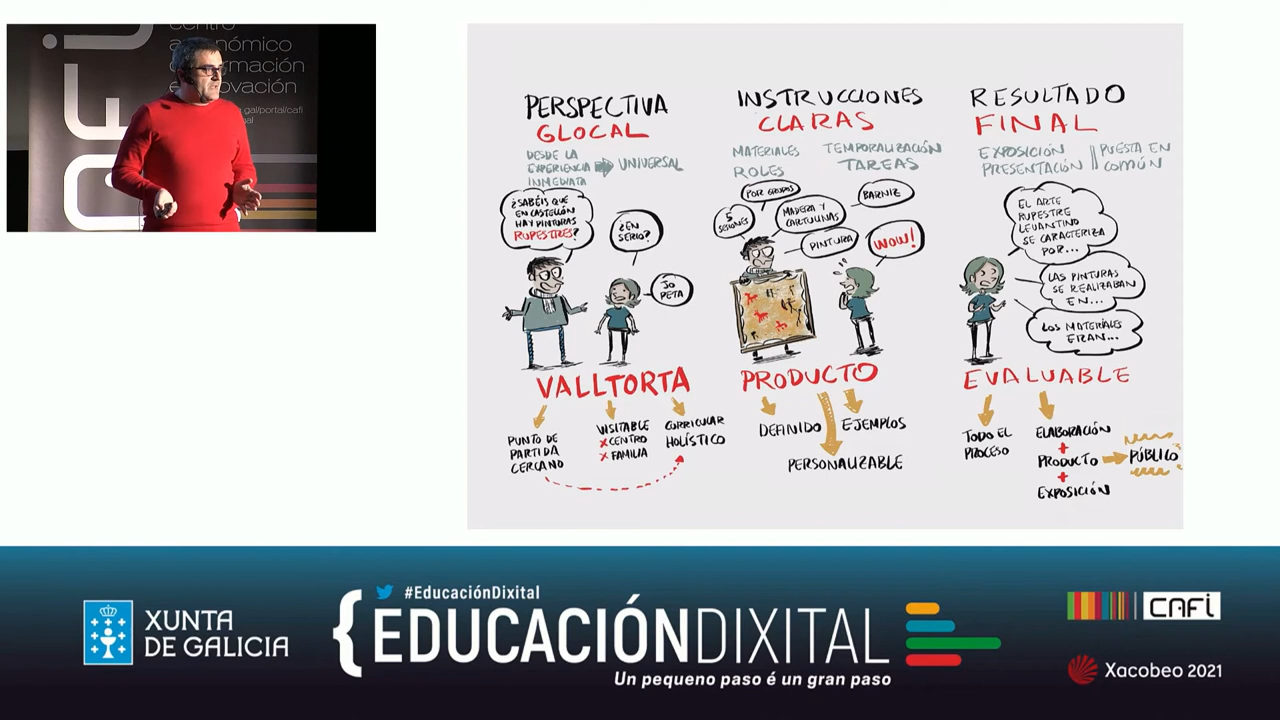 centro
autonómico
de formación
e innovación
PERSPECTIVA
GLOCAL
DESDE LA
EXPERIENCIA
INMEDIATA
UNIVERSAL
¿SABÉIS QUE
EN CASTELLÓN
HAY PINTURAS
RUPESTRES?
¿EN
SERIO?
JO
PETA
VALLTORTA
PUNTO DE
PARTIDA
CERCANO
VISITABLE
X CENTRO
X FAMILIA
CURRICULAR
HOLÍSTICO
INSTRUCCIONES
CLARAS
MATERIALES
ROLES
TEMPORALIZACIÓN
TAREAS
5
SESIONES
POR GRUPOS
MADERA Y
CARTULINAS
PINTURA
BARNIZ
WOW!
PRODUCTO
DEFINIDO
PERSONALIZABLE
EJEMPLOS
RESULTADO
FINAL
EXPOSICIÓN
PRESENTACIÓN
PUESTA EN
COMÚN
EL ARTE
RUPESTRE
LEVANTINO
SE CARACTERIZA
POR...
LAS PINTURAS
SE REALIZABAN
EN...
LOS MATERIALES
ERAN...
EVALUABLE
TODO EL
PROCESO
ELABORACIÓN
+
PRODUCTO
+
EXPOSICIÓN
PÚBLICO
XUNTA
DE GALICIA
#EducaciónDixital
{EDUCACIÓNDIXITAL
Un pequeno paso é un gran paso
CAFI
Xacobeo 2021